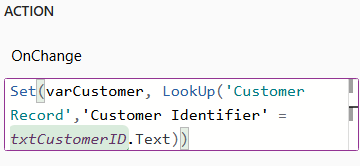 ACTION
OnChange
Set(varCustomer, LookUp('Customer
Record','Customer Identifier' =
txtCustomerID.Text))